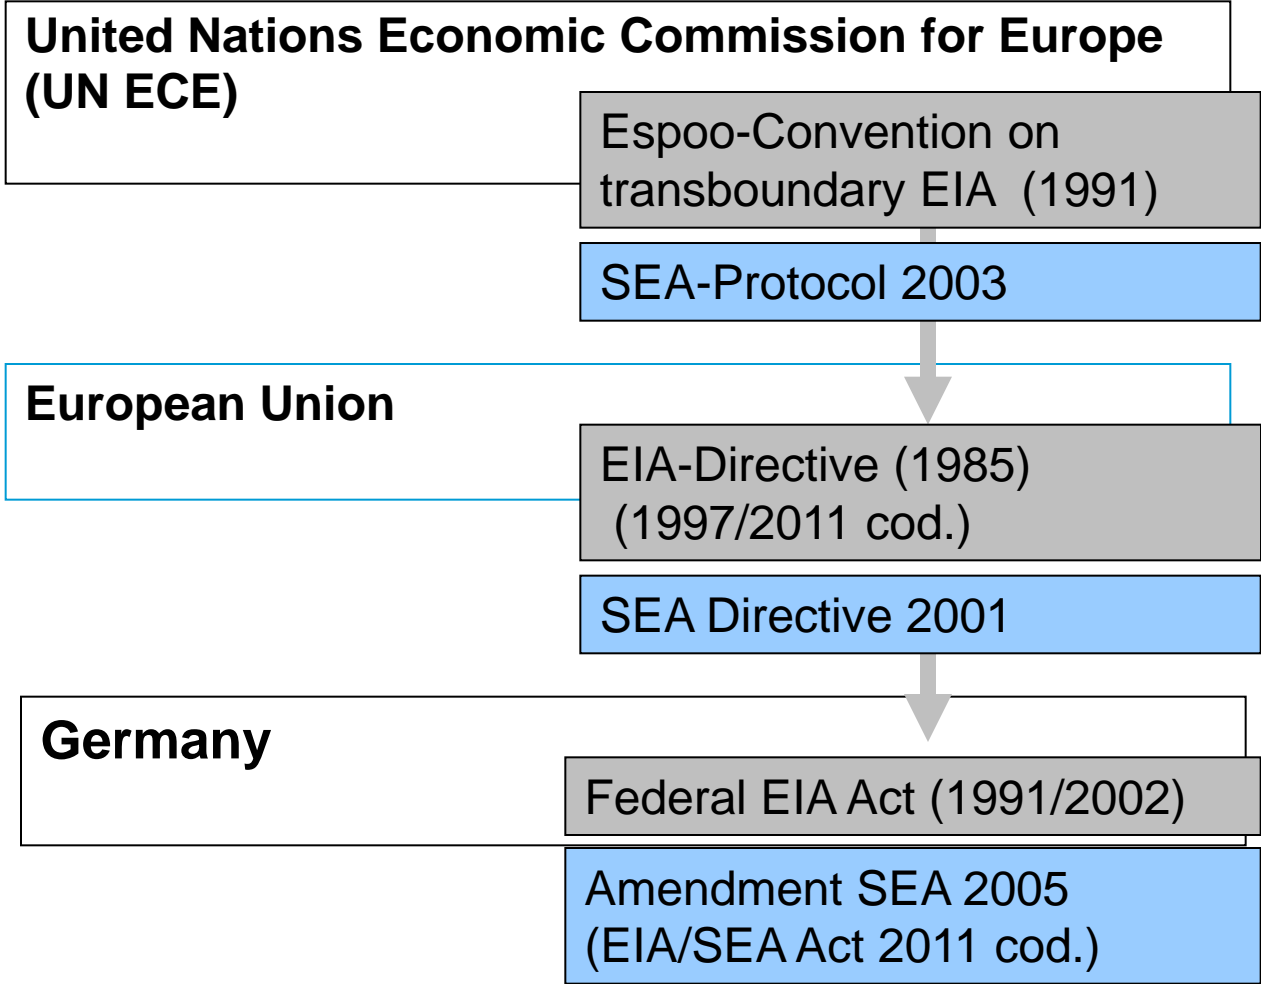 United Nations Economic Commission for Europe
(UN ECE)
Espoo-Convention on
transboundary EIA  (1991)
SEA-Protocol 2003
European Union
EIA-Directive (1985)
(1997/2011 cod.)
SEA Directive 2001
Germany
Federal EIA Act (1991/2002)
Amendment SEA 2005
(EIA/SEA Act 2011 cod.)